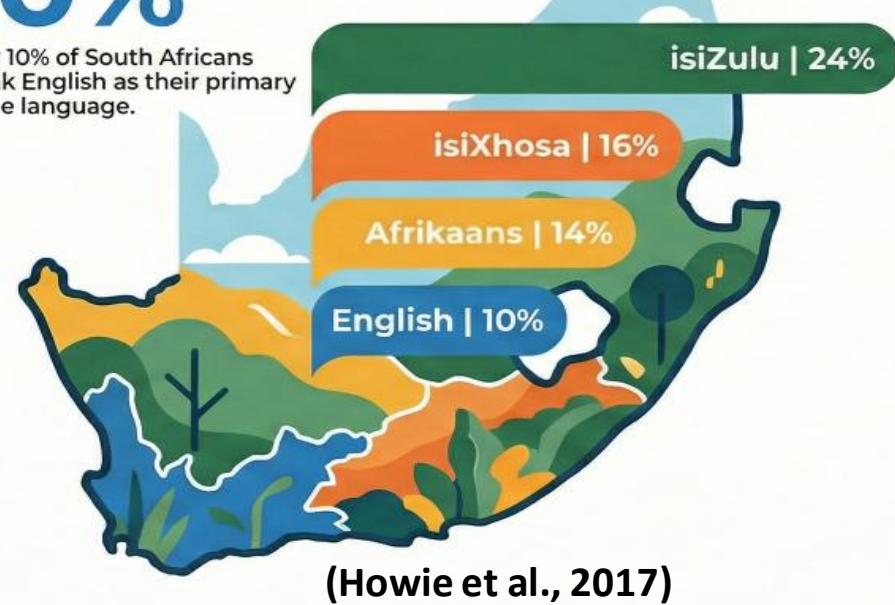 0%
10% of South Africans
English as their primary
language.
isiZulu | 24%
isiXhosa | 16%
Afrikaans | 14%
English | 10%
(Howie et al., 2017)